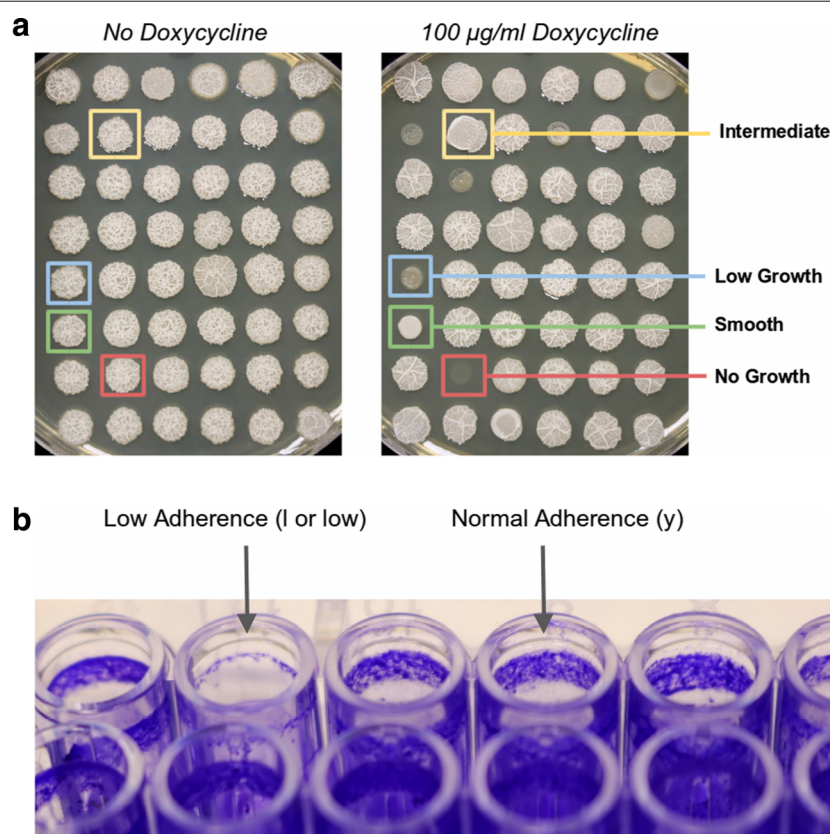 a
No Doxycycline
100 µg/ml Doxycycline
Intermediate
Low Growth
Smooth
No Growth
b
Low Adherence (l or low)
Normal Adherence (y)